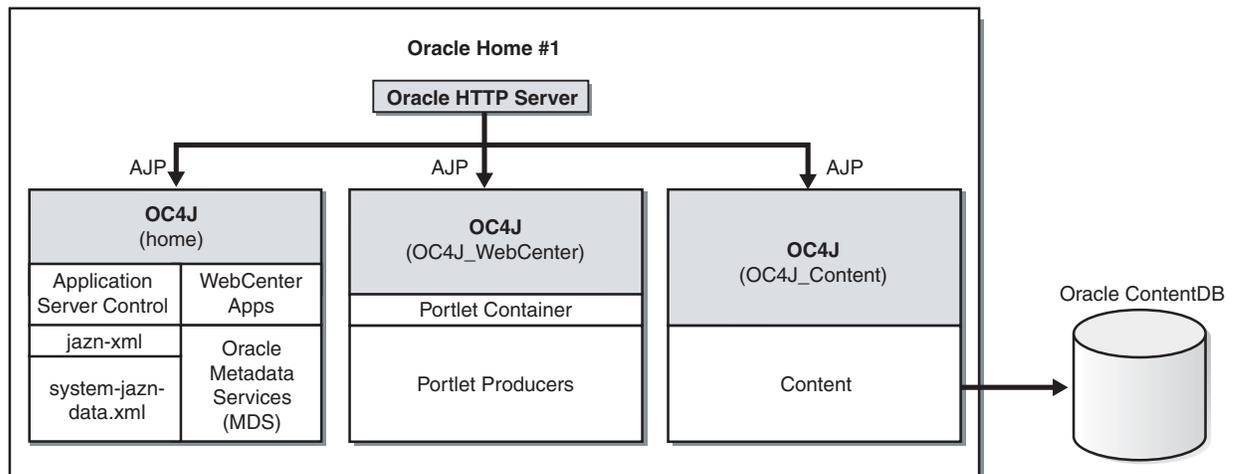 Oracle Home #1
Oracle HTTP Server
AJP
AJP
AJP
OC4J
(home)
Application
Server Control
WebCenter
Apps
jazn-xml
system-jazn-
data.xml
Oracle
Metadata
Services
(MDS)
OC4J
(OC4J_WebCenter)
Portlet Container
Portlet Producers
OC4J
(OC4J_Content)
Content
Oracle ContentDB